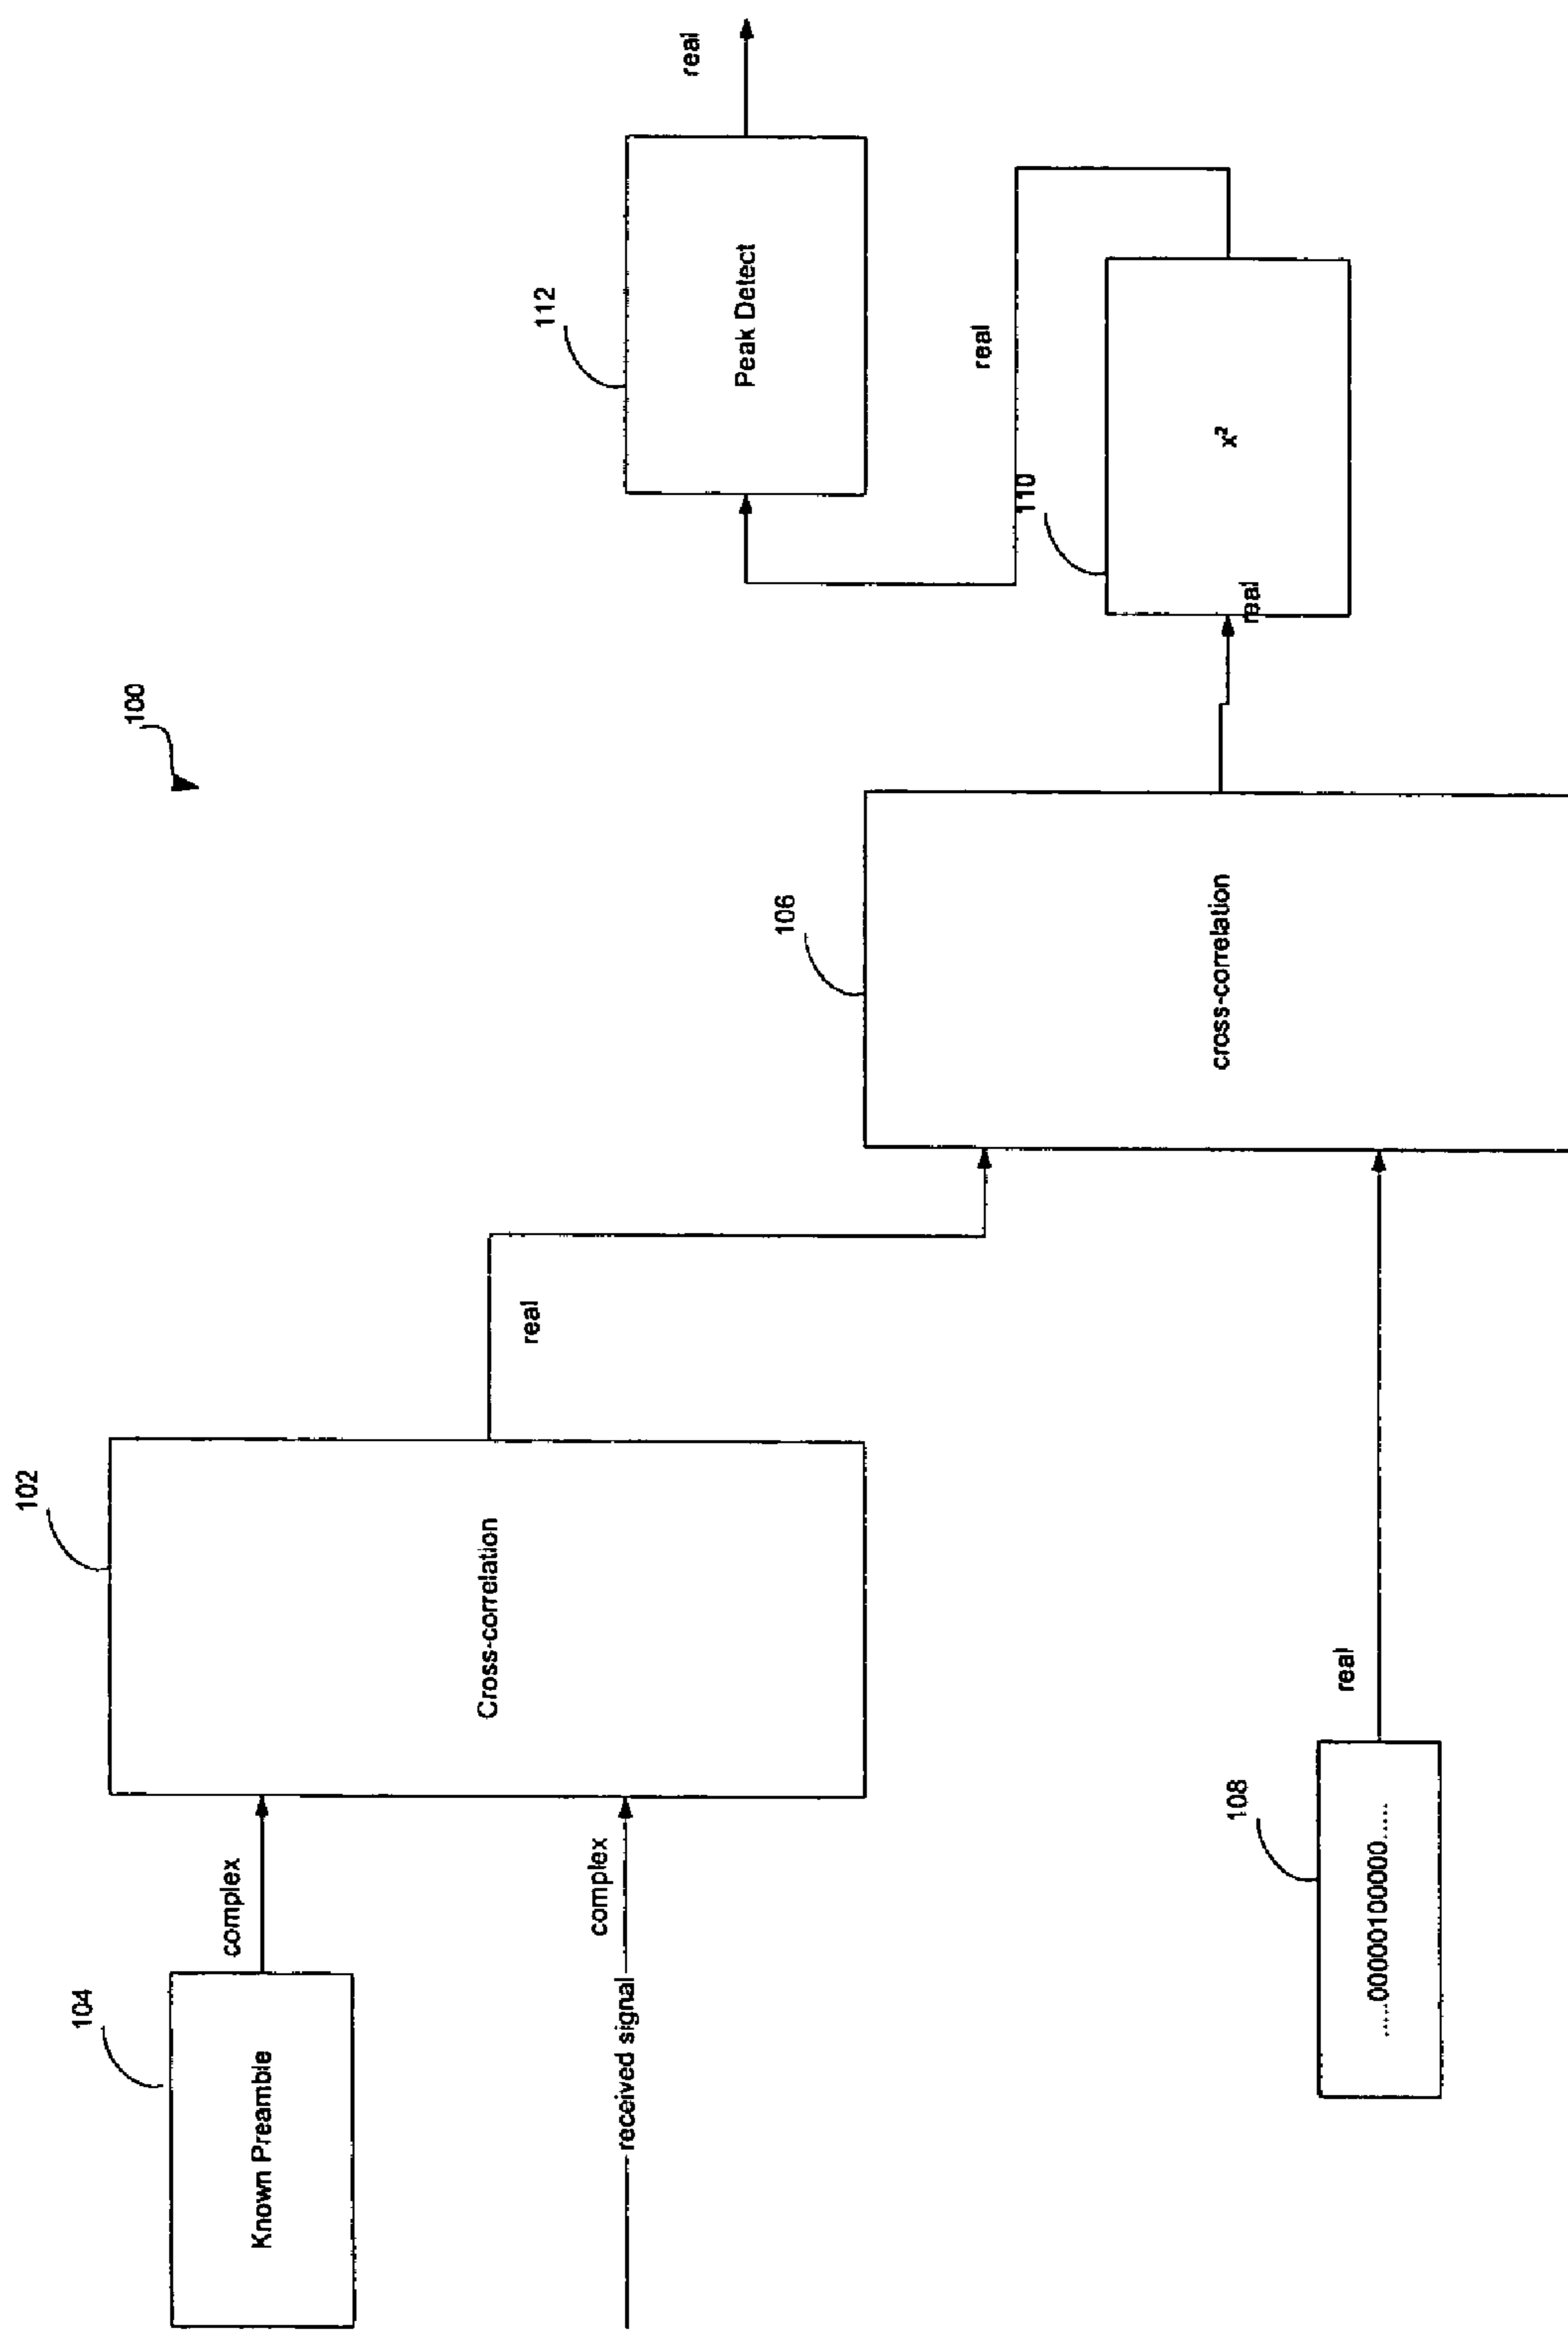 100
102
104
Known Preamble
complex
received signal
complex
Cross-correlation
real
106
cross-correlation
108
.....00000100000.....
real
110
x²
real
real
112
Peak Detect
real